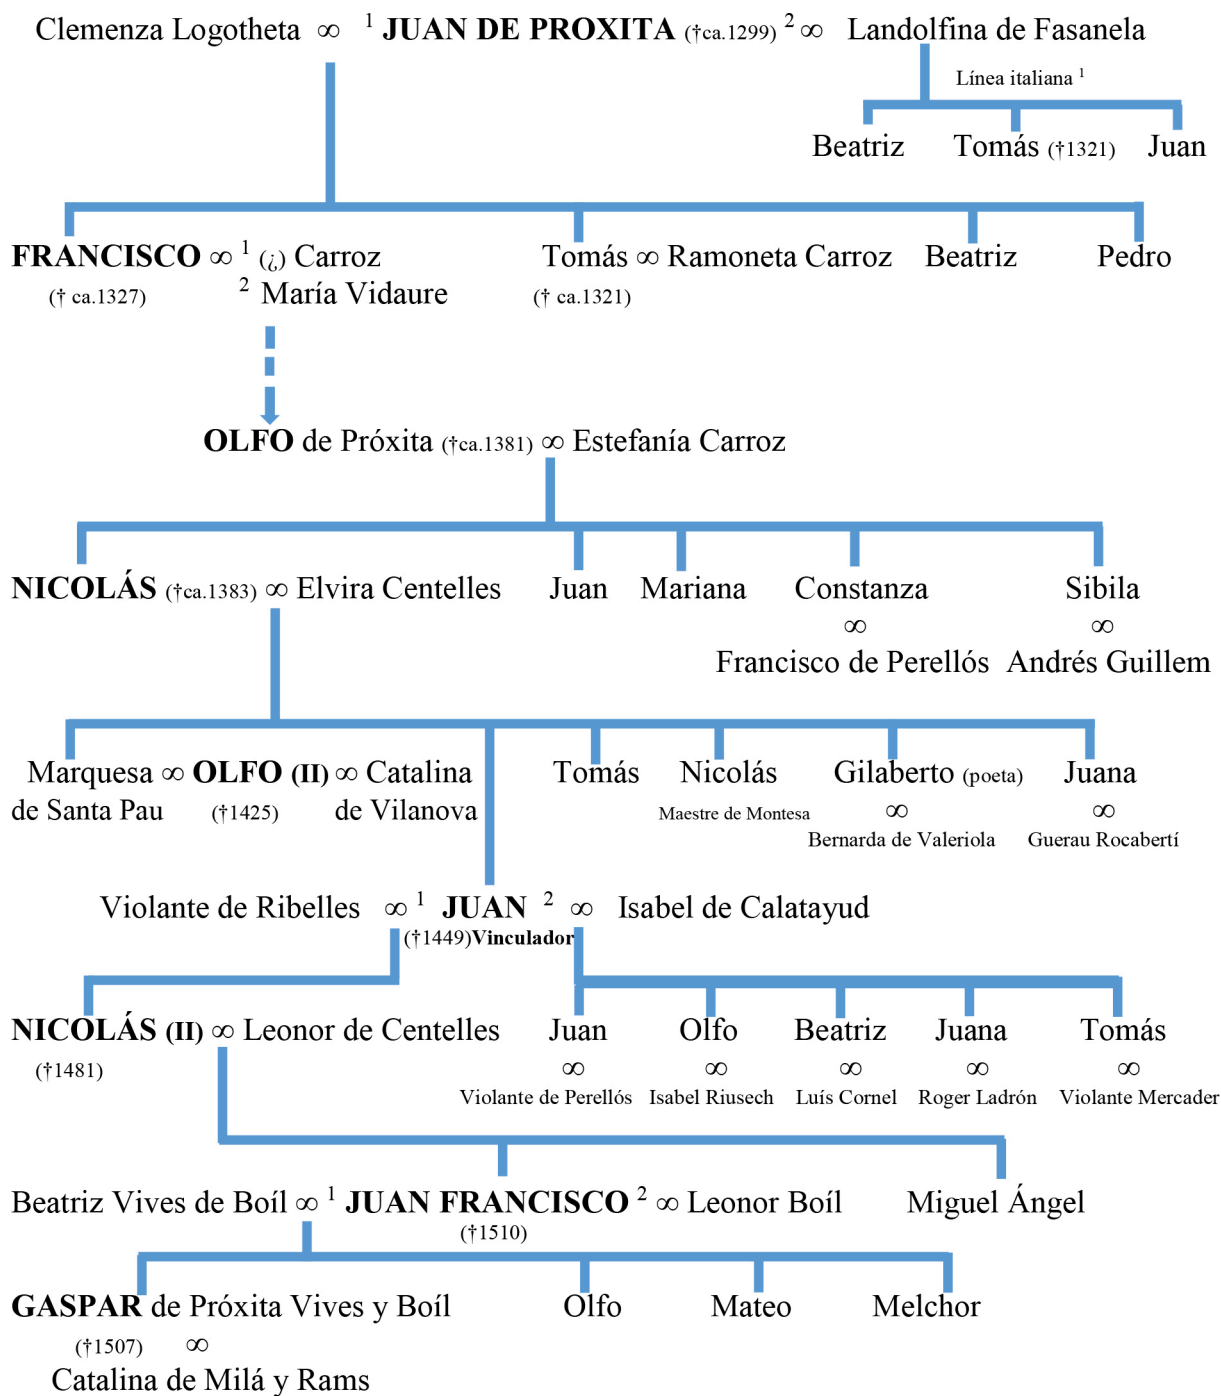 Clemenza Logotheta ∞ ¹ JUAN DE PROXITA (†ca.1299) ² ∞ Landolfina de Fasanela
Línea italiana ¹
Beatriz Tomás (†1321) Juan
FRANCISCO ∞ ¹ (¿) Carroz Tomás ∞ Ramoneta Carroz Beatriz Pedro
(† ca.1327) ² María Vidaure († ca.1321)
OLFO de Próxita (†ca.1381) ∞ Estefanía Carroz
NICOLÁS (†ca.1383) ∞ Elvira Centelles Juan Mariana Constanza Sibila
∞ ∞
Francisco de Perellós Andrés Guillem
Marquesa ∞ OLFO (II) ∞ Catalina Tomás Nicolás Gilaberto (poeta) Juana
de Santa Pau (†1425) de Vilanova Maestre de Montesa ∞ ∞
Bernarda de Valeriola Guerau Rocabertí
Violante de Ribelles ∞ ¹ JUAN ² ∞ Isabel de Calatayud
(†1449)Vinculador
NICOLÁS (II) ∞ Leonor de Centelles Juan Olfo Beatriz Juana Tomás
(†1481) ∞ ∞ ∞ ∞ ∞
Violante de Perellós Isabel Riusech Luís Cornel Roger Ladrón Violante Mercader
Beatriz Vives de Boíl ∞ ¹ JUAN FRANCISCO ² ∞ Leonor Boíl Miguel Ángel
(†1510)
GASPAR de Próxita Vives y Boíl Olfo Mateo Melchor
(†1507) ∞
Catalina de Milá y Rams